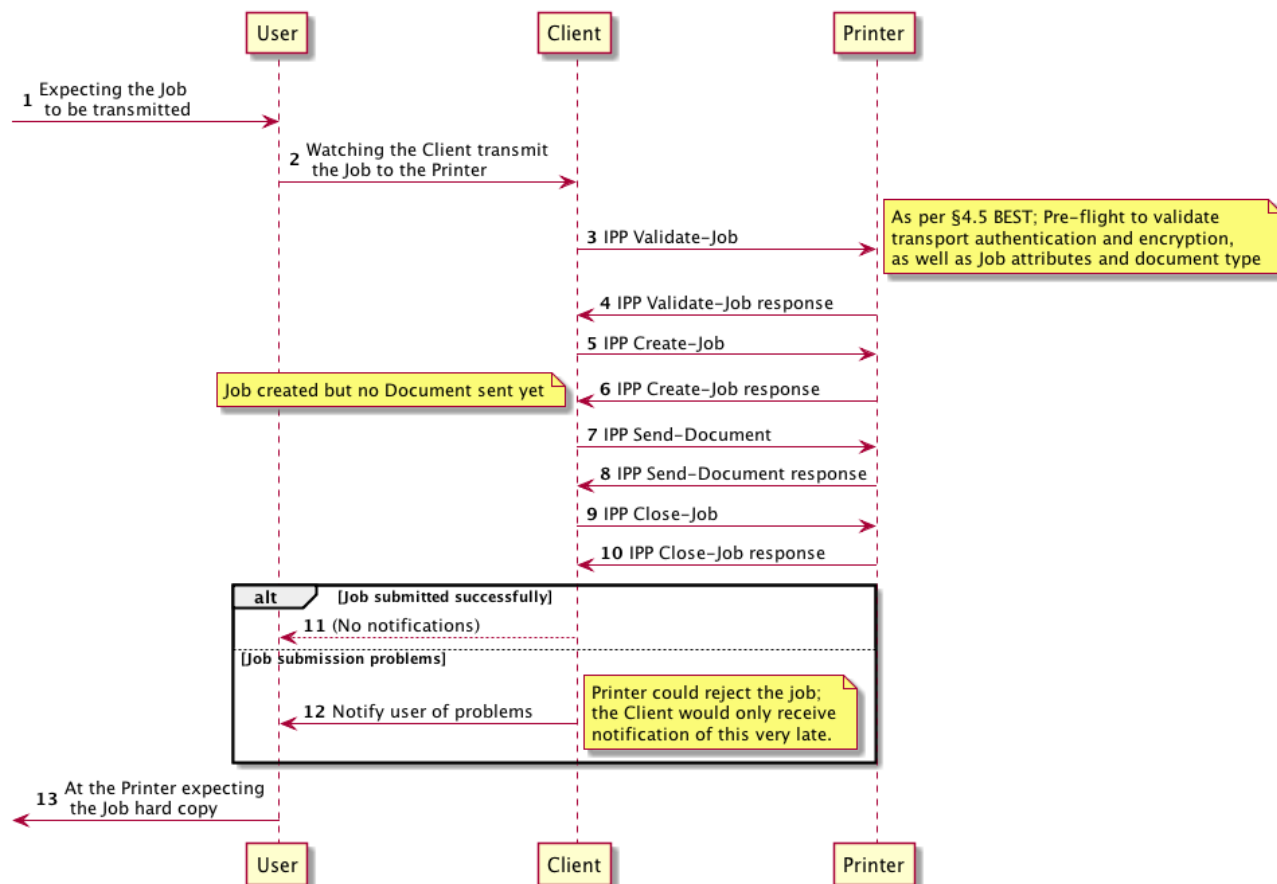 User
Client
Printer
1 Expecting the Job
to be transmitted
2 Watching the Client transmit
the Job to the Printer
As per §4.5 BEST; Pre-flight to validate
transport authentication and encryption,
as well as Job attributes and document type
3 IPP Validate-Job
4 IPP Validate-Job response
5 IPP Create-Job
Job created but no Document sent yet
6 IPP Create-Job response
7 IPP Send-Document
8 IPP Send-Document response
9 IPP Close-Job
10 IPP Close-Job response
alt [Job submitted successfully]
11 (No notifications)
[Job submission problems]
Printer could reject the job;
the Client would only receive
notification of this very late.
12 Notify user of problems
13 At the Printer expecting
the Job hard copy
User
Client
Printer